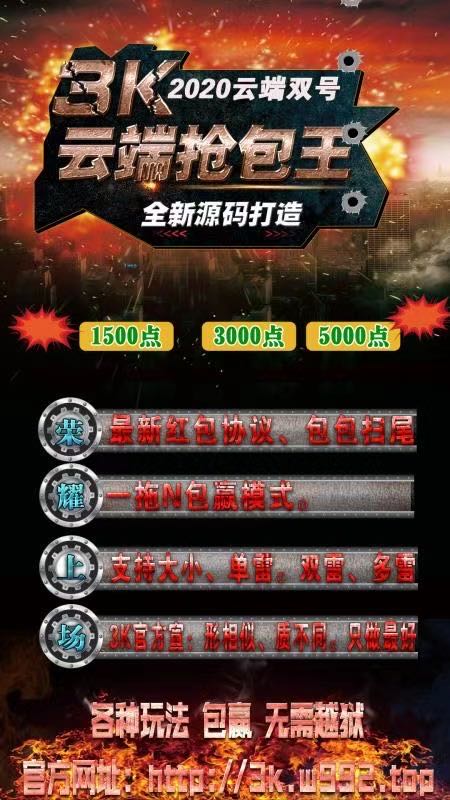 3K 2020云端双号
云端抢包王
全新源码打造
1500点 3000点 5000点
荣 最新红包协议、包包扫尾
耀 一拖N包赢模式。
上 支持大小、单雷。双雷、多雷
场 3K官方宣：形相似、质不同。只做最好
各种玩法 包赢 无需越狱
官方网址：http://3k.w992.top